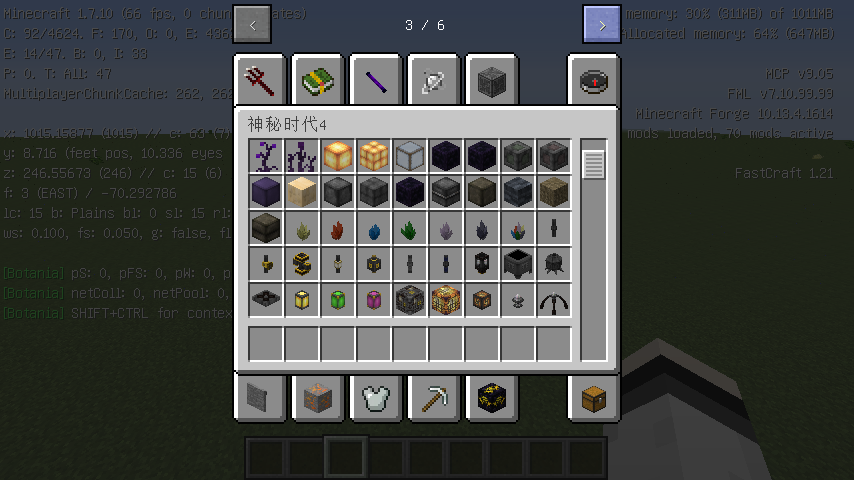 Minecraft 1.7.10 (66 fps, 0 chun
ates)
C: 92/4624. F: 170, O: 0, E: 436
E: 14/47. B: 0, I: 33
P: 0. T: All: 47
MultiplayerChunkCache: 262, 262
x: 1015.15877 (1015) // c: 63 (7)
y: 8.716 (feet pos, 10.336 eyes
z: 246.55673 (246) // c: 15 (6)
f: 3 (EAST) / -70.292786
lc: 15 b: Plains bl: 0 sl: 15 rl:
ws: 0.100, fs: 0.050, g: false, fl
[Botania] pS: 0, pFS: 0, pW: 0, p
[Botania] netColl: 0, netPool: 0,
[Botania] SHIFT+CTRL for contex
<
3 / 6
>
神秘时代4
memory: 30% (311MB) of 1011MB
Allocated memory: 64% (647MB)
MCP v9.05
FML v7.10.99.99
Minecraft Forge 10.13.4.1614
mods loaded, 70 mods active
FastCraft 1.21